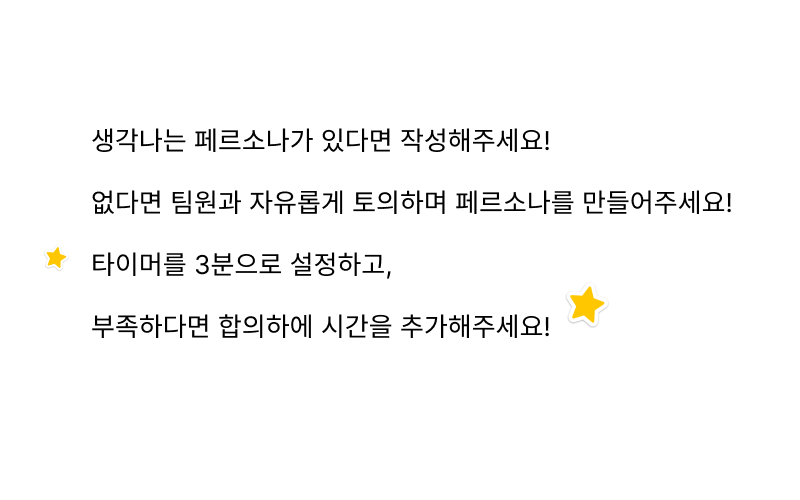 생각나는 페르소나가 있다면 작성해주세요!
없다면 팀원과 자유롭게 토의하며 페르소나를 만들어주세요!
타이머를 3분으로 설정하고,
부족하다면 합의하에 시간을 추가해주세요!